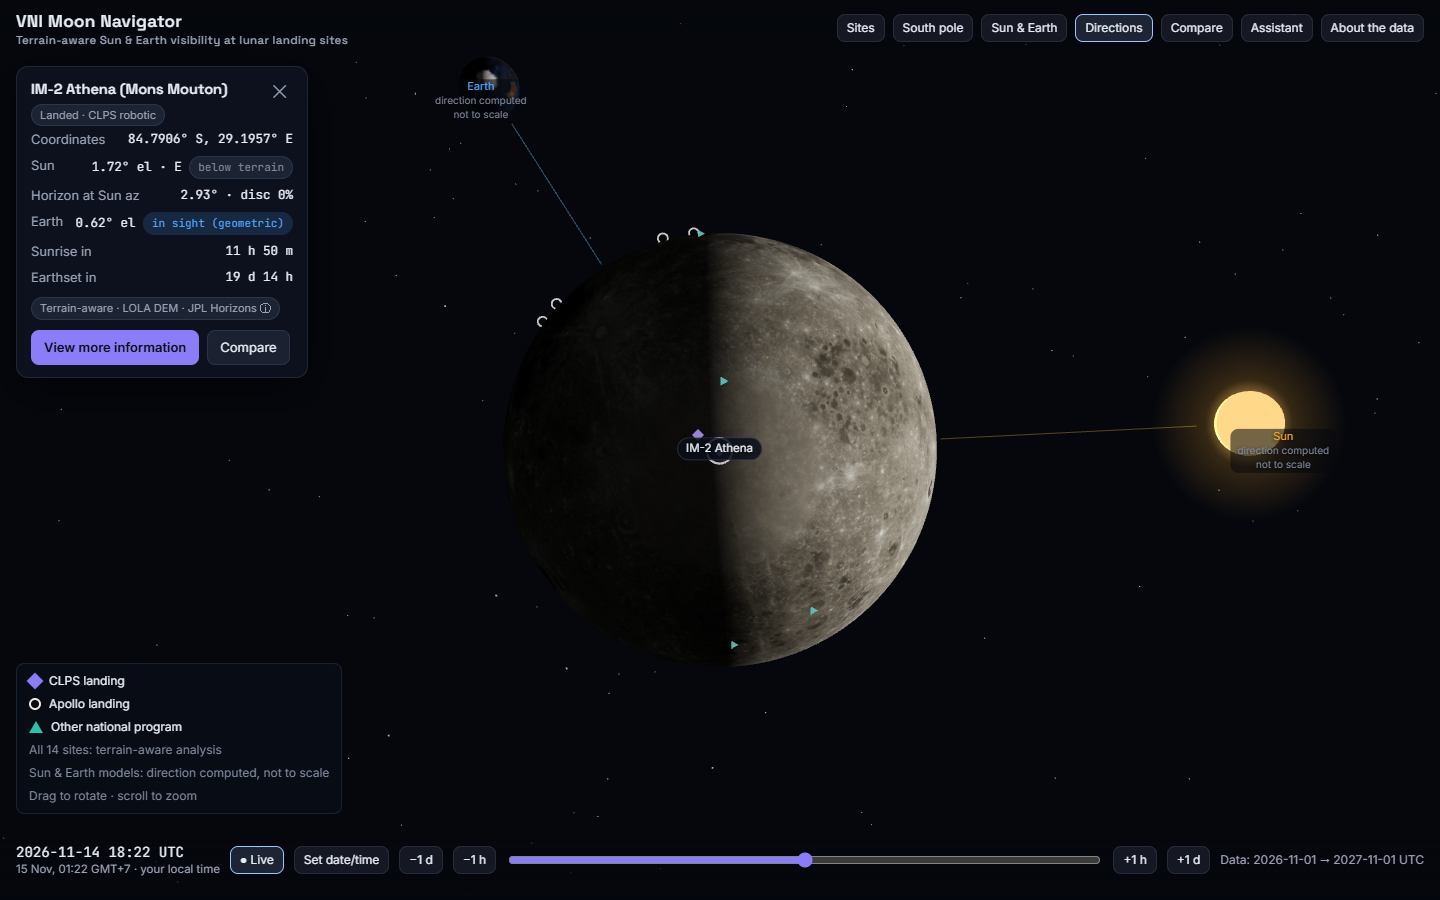 VNI Moon Navigator
Terrain-aware Sun & Earth visibility at lunar landing sites
Sites
South pole
Sun & Earth
Directions
Compare
Assistant
About the data
IM-2 Athena (Mons Mouton)
Landed · CLPS robotic
Coordinates 84.7906° S, 29.1957° E
Sun 1.72° el · E below terrain
Horizon at Sun az 2.93° · disc 0%
Earth 0.62° el in sight (geometric)
Sunrise in 11 h 50 m
Earthset in 19 d 14 h
Terrain-aware · LOLA DEM · JPL Horizons ⓘ
View more information
Compare
Earth
direction computed
not to scale
IM-2 Athena
Sun
direction computed
not to scale
CLPS landing
Apollo landing
Other national program
All 14 sites: terrain-aware analysis
Sun & Earth models: direction computed, not to scale
Drag to rotate · scroll to zoom
2026-11-14 18:22 UTC
15 Nov, 01:22 GMT+7 · your local time
● Live
Set date/time
−1 d
−1 h
+1 h
+1 d
Data: 2026-11-01 → 2027-11-01 UTC